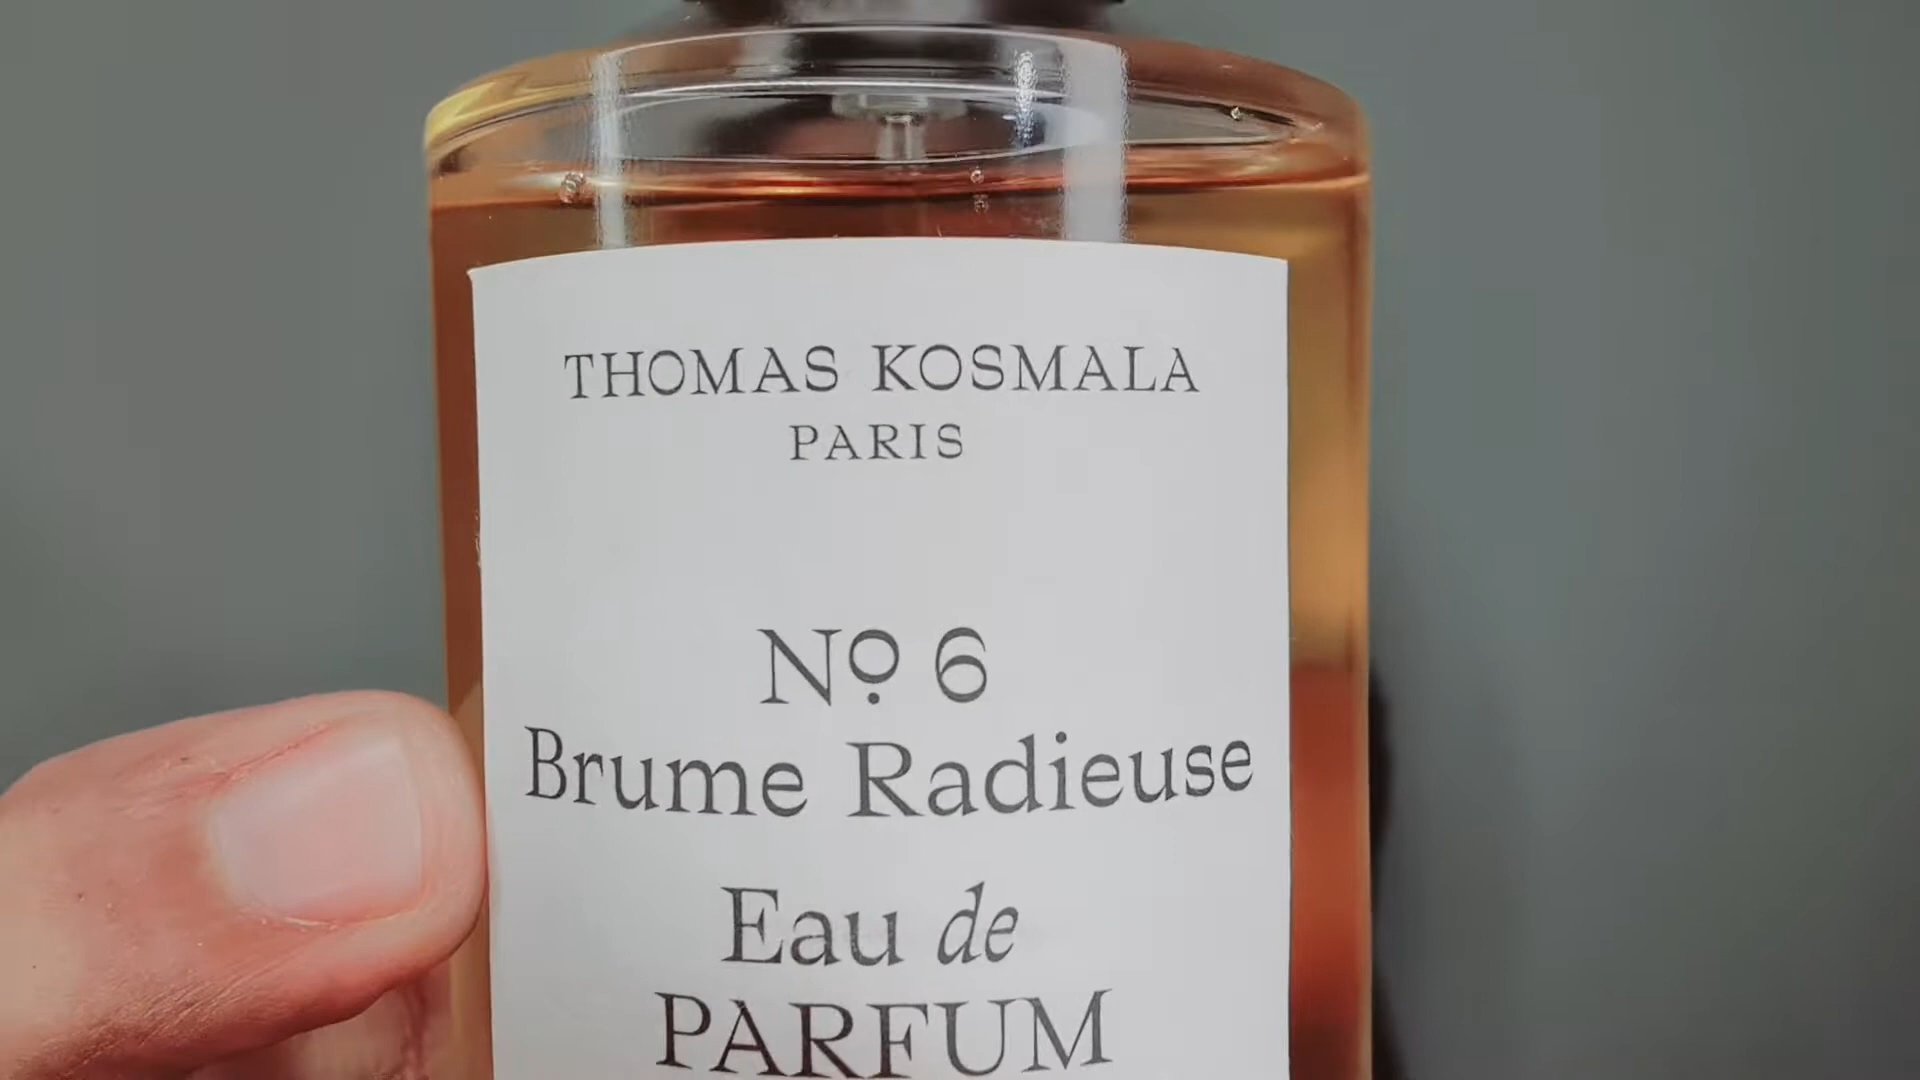 THOMAS KOSMALA
PARIS
Nº 6
Brume Radieuse
Eau de
PARFUM